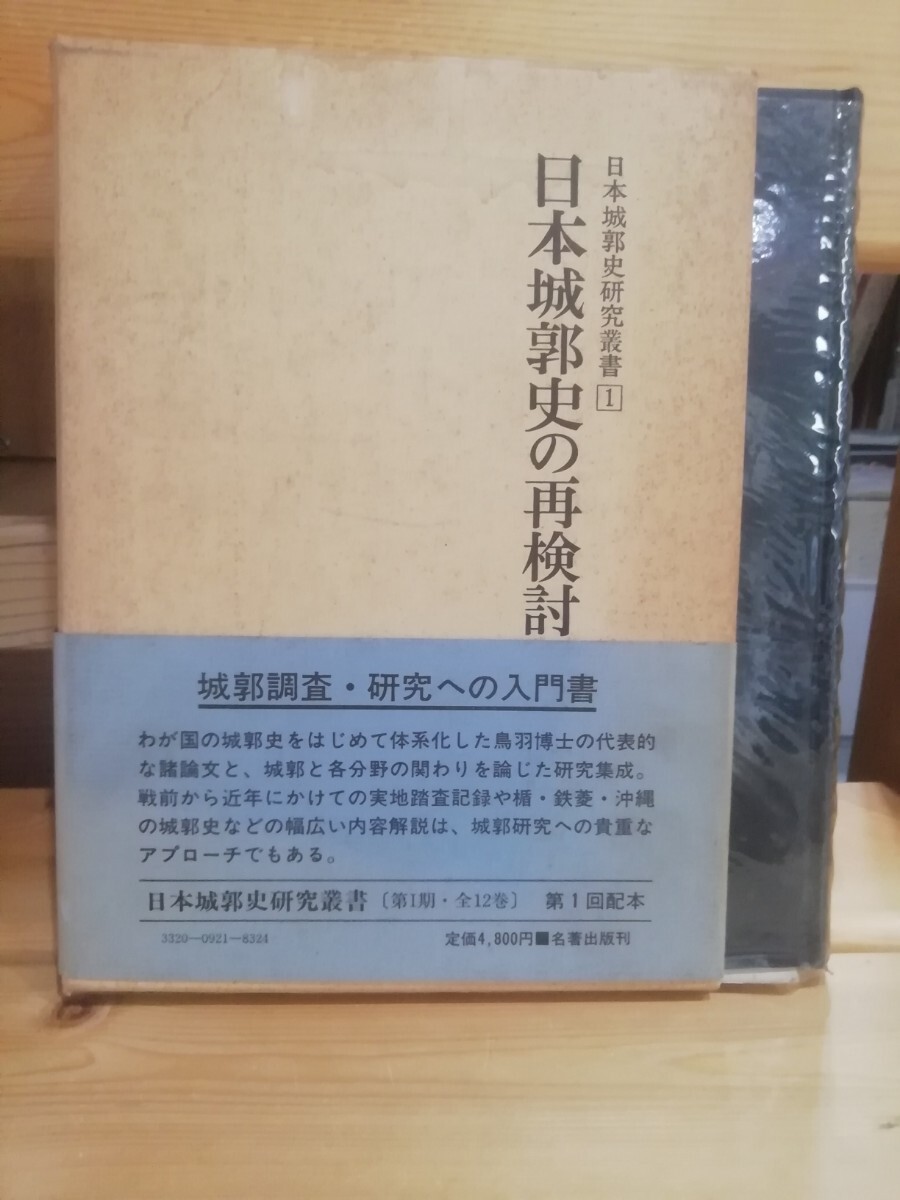 日本城郭史研究叢書 1
日本城郭史の再検討
城郭調査・研究への入門書
わが国の城郭史をはじめて体系化した鳥羽博士の代表的
な諸論文と、城郭と各分野の関わりを論じた研究集成。
戦前から近年にかけての実地踏査記録や楯・鉄菱・沖縄
の城郭史などの幅広い内容解説は、城郭研究への貴重な
アプローチでもある。
日本城郭史研究叢書〔第Ⅰ期・全12巻〕 第1回配本
3320―0921―8324 定価4,800円■名著出版刊